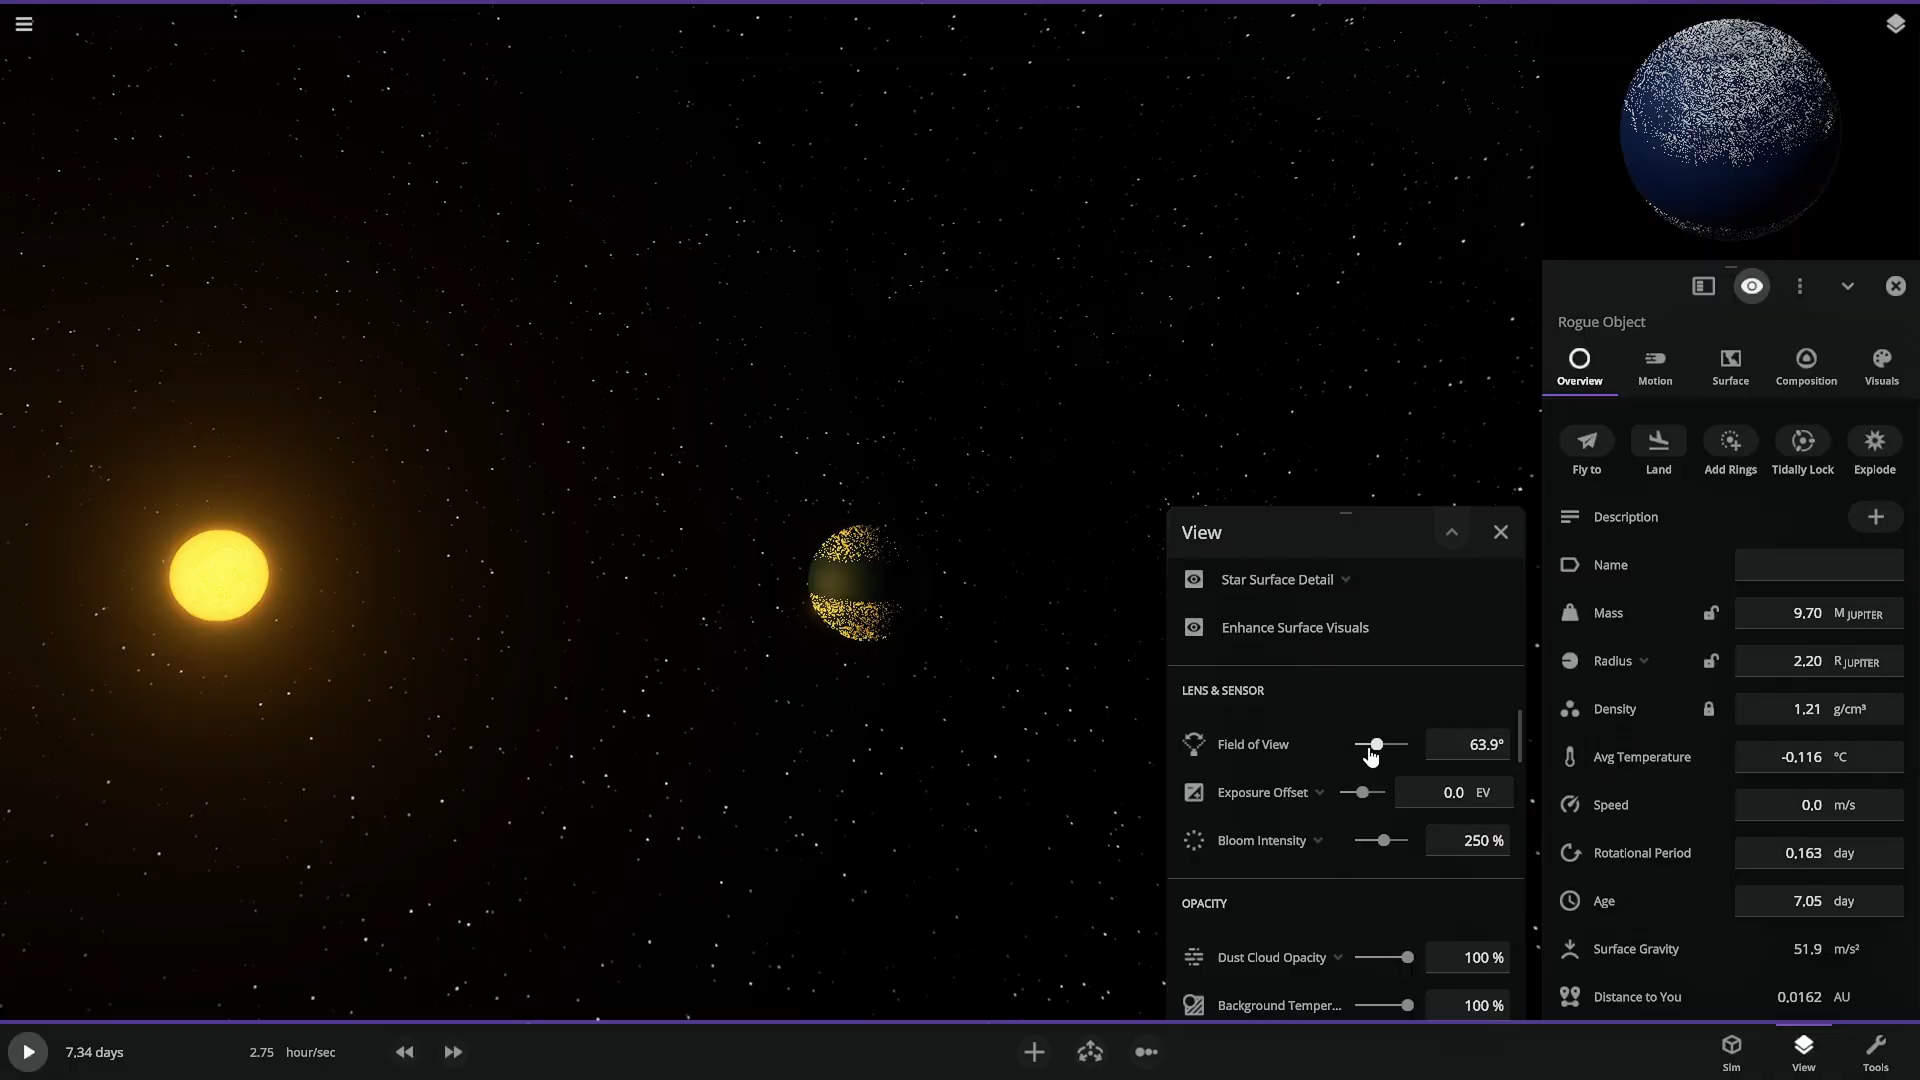 Rogue Object
Overview
Motion
Surface
Composition
Visuals
Fly to
Land
Add Rings
Tidally Lock
Explode
Description
Name
Mass 9,70 M JUPITER
Radius 2,20 R JUPITER
Density 1,21 g/cm³
Avg Temperature -0,116 °C
Speed 0,0 m/s
Rotational Period 0,163 day
Age 7,05 day
Surface Gravity 51,9 m/s²
Distance to You 0,0162 AU
View
Star Surface Detail
Enhance Surface Visuals
LENS & SENSOR
Field of View 63.9°
Exposure Offset 0.0 EV
Bloom Intensity 250 %
OPACITY
Dust Cloud Opacity 100 %
Background Temper... 100 %
7,34 days
2.75 hour/sec
Sim
View
Tools